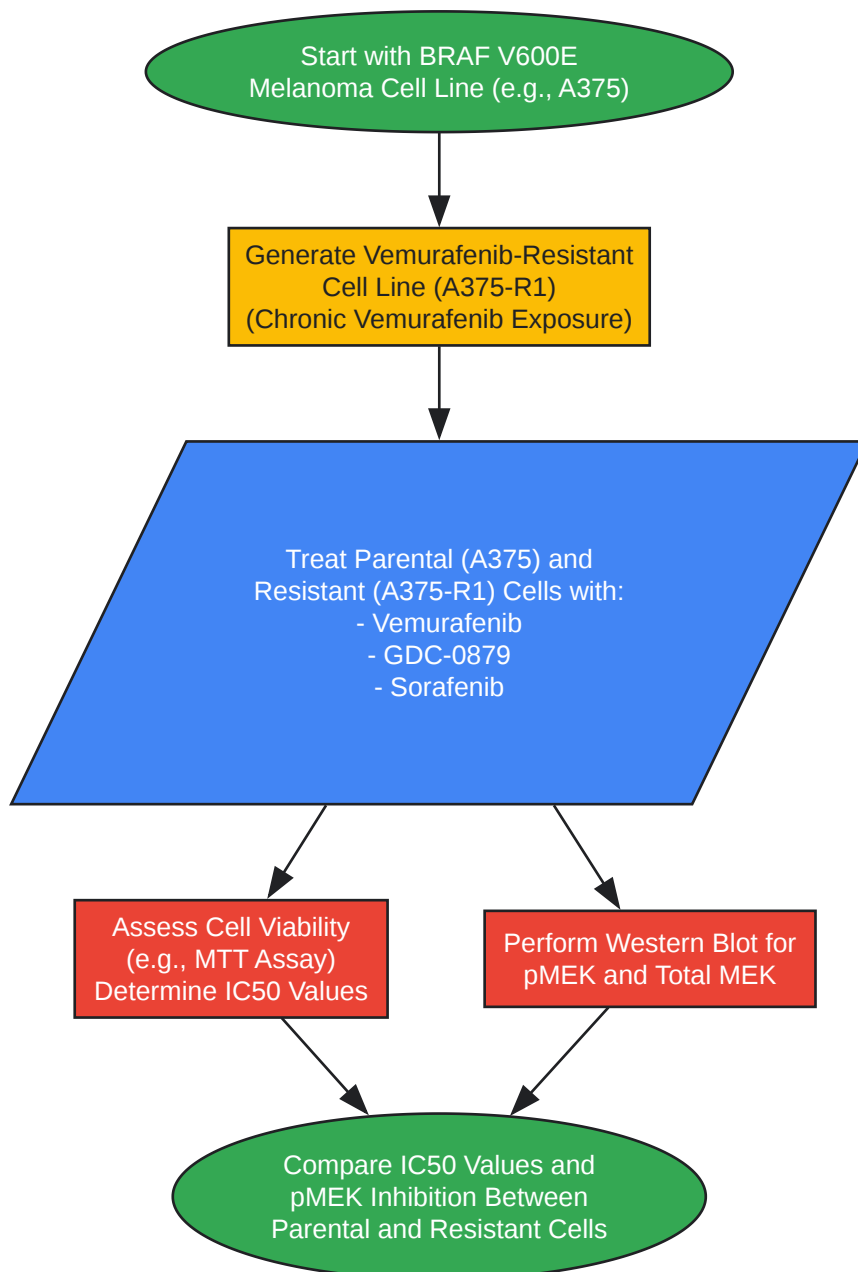 Start with BRAF V600E
Melanoma Cell Line (e.g., A375)
Generate Vemurafenib-Resistant
Cell Line (A375-R1)
(Chronic Vemurafenib Exposure)
Treat Parental (A375) and
Resistant (A375-R1) Cells with:
- Vemurafenib
- GDC-0879
- Sorafenib
Assess Cell Viability
(e.g., MTT Assay)
Determine IC50 Values
Perform Western Blot for
pMEK and Total MEK
Compare IC50 Values and
pMEK Inhibition Between
Parental and Resistant Cells